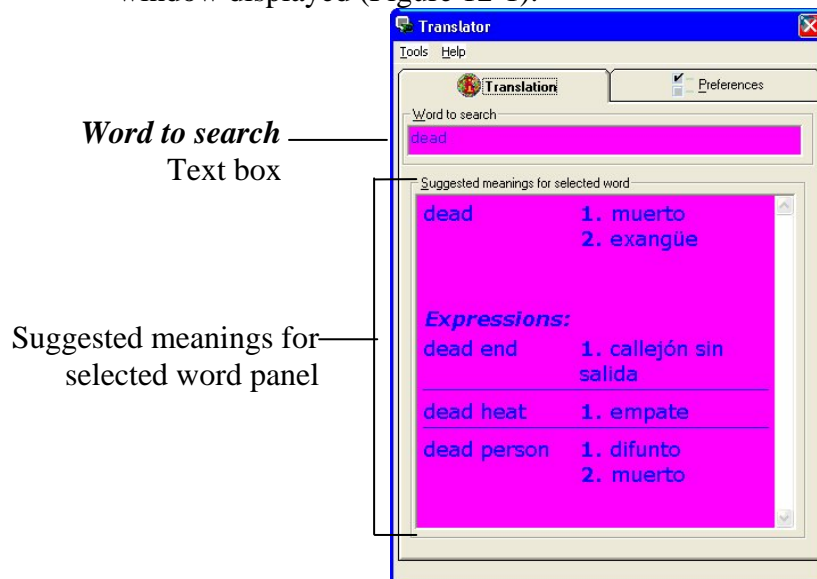 window displayed (Figure 12-1).
Translator
Tools Help
Translation Preferences
Word to search
dead
Word to search
Text box
Suggested meanings for selected word
dead 1. muerto
2. exangüe
Expressions:
dead end 1. callejón sin
salida
dead heat 1. empate
dead person 1. difunto
2. muerto
Suggested meanings for
selected word panel